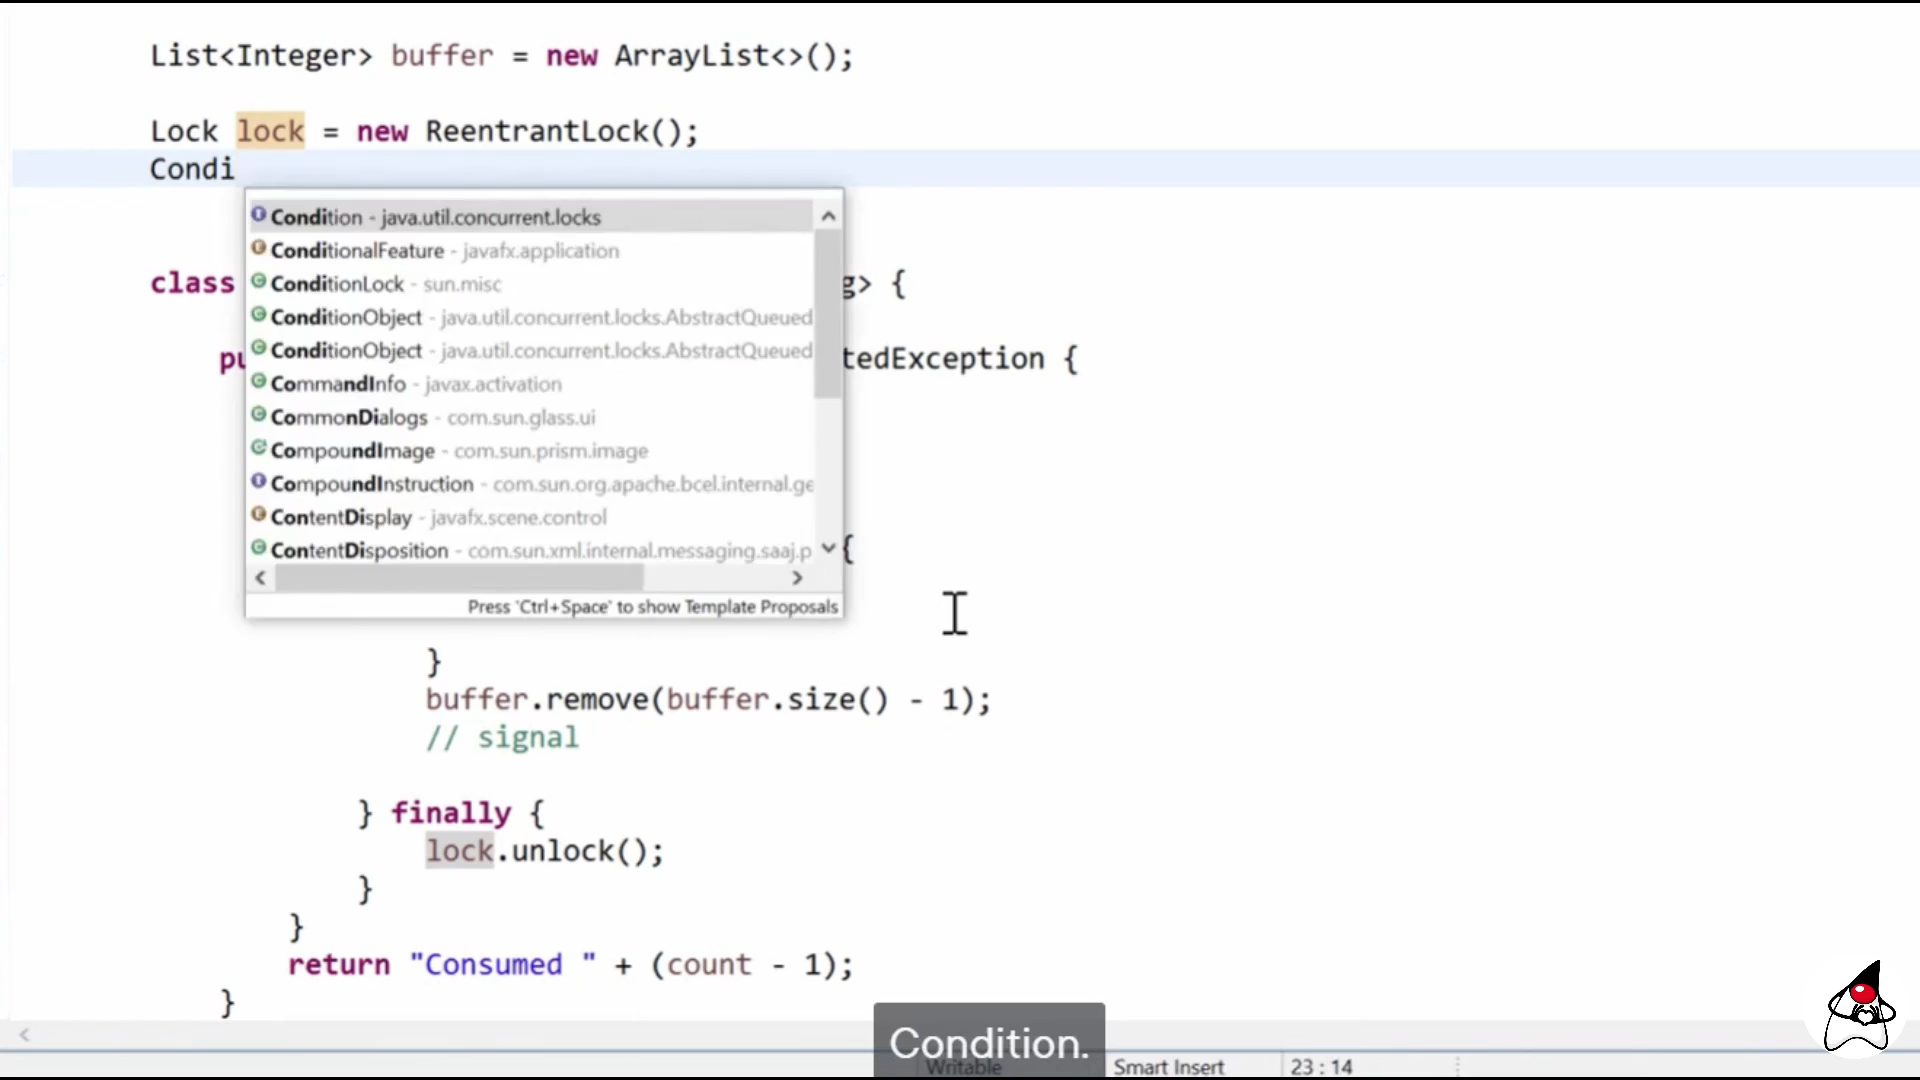 List<Integer> buffer = new ArrayList<>();
Lock lock = new ReentrantLock();
Condi
Condition - java.util.concurrent.locks
ConditionalFeature - javafx.application
ConditionLock - sun.misc
ConditionObject - java.util.concurrent.locks.AbstractQueued
ConditionObject - java.util.concurrent.locks.AbstractQueued
CommandInfo - javax.activation
CommonDialogs - com.sun.glass.ui
CompoundImage - com.sun.prism.image
CompoundInstruction - com.sun.org.apache.bcel.internal.ge
ContentDisplay - javafx.scene.control
ContentDisposition - com.sun.xml.internal.messaging.saaj.p
Press 'Ctrl+Space' to show Template Proposals
class g> {
pu tedException {
{
}
buffer.remove(buffer.size() - 1);
// signal
} finally {
lock.unlock();
}
}
return "Consumed " + (count - 1);
}
Condition.
Writable Smart Insert 23 : 14